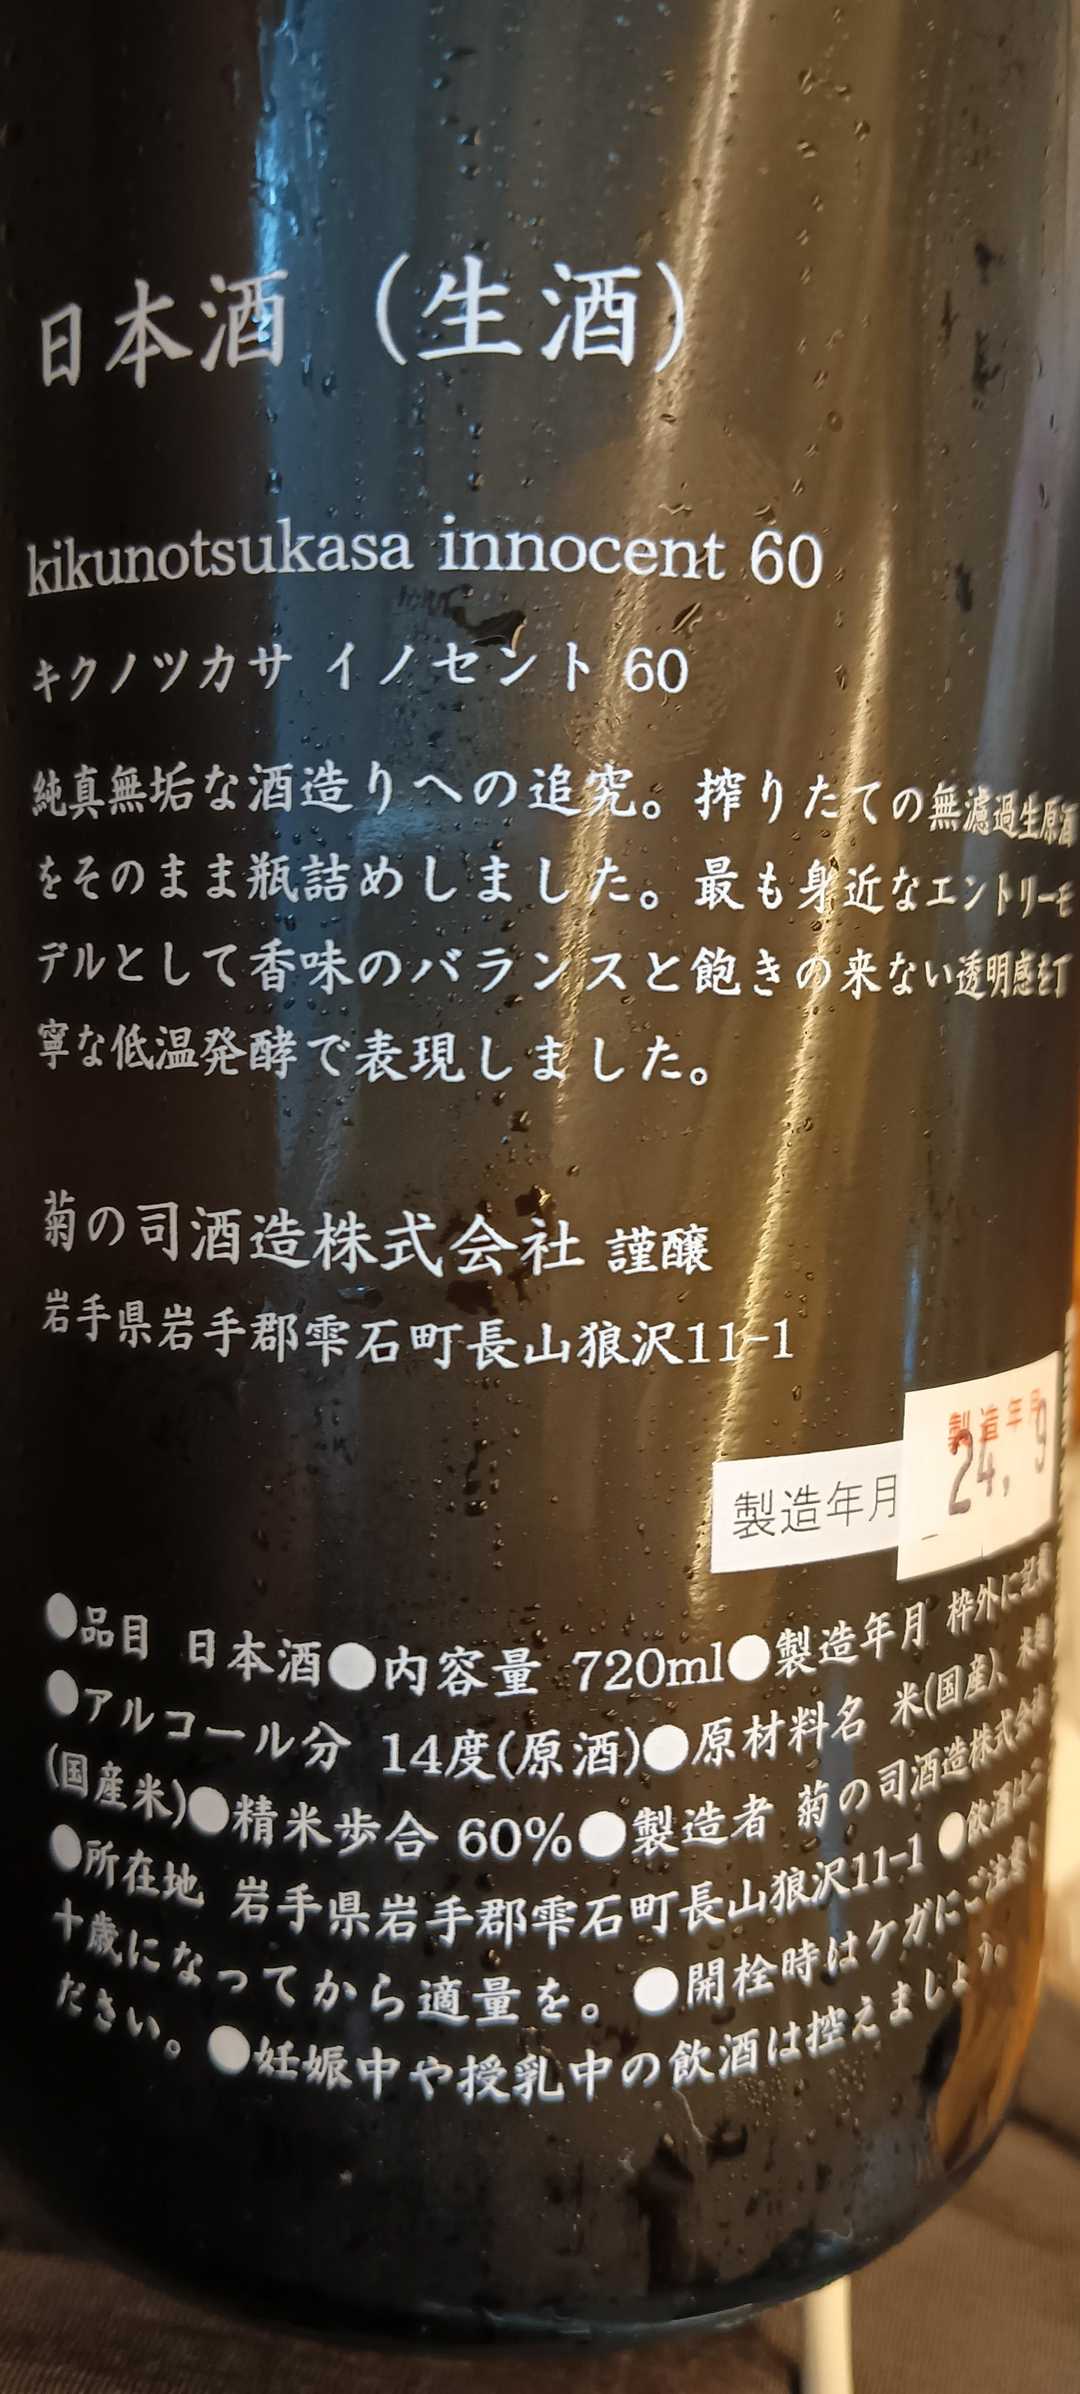 日本酒（生酒）
kikunotsukasa innocent 60
キクノツカサ イノセント 60
純真無垢な酒造りへの追究。搾りたての無濾過生原酒
をそのまま瓶詰めしました。最も身近なエントリーモ
デルとして香味のバランスと飽きの来ない透明感を丁
寧な低温発酵で表現しました。
菊の司酒造株式会社 謹醸
岩手県岩手郡雫石町長山狼沢11-1
製造年月
製造年月
24, 9
●品目 日本酒●内容量 720ml●製造年月 枠外に記載
●アルコール分 14度(原酒)●原材料名 米(国産)、米麹
(国産米)●精米歩合 60%●製造者 菊の司酒造株式会社
●所在地 岩手県岩手郡雫石町長山狼沢11-1 ●飲酒は二
十歳になってから適量を。●開栓時はケガにご注意く
ださい。●妊娠中や授乳中の飲酒は控えましょう。